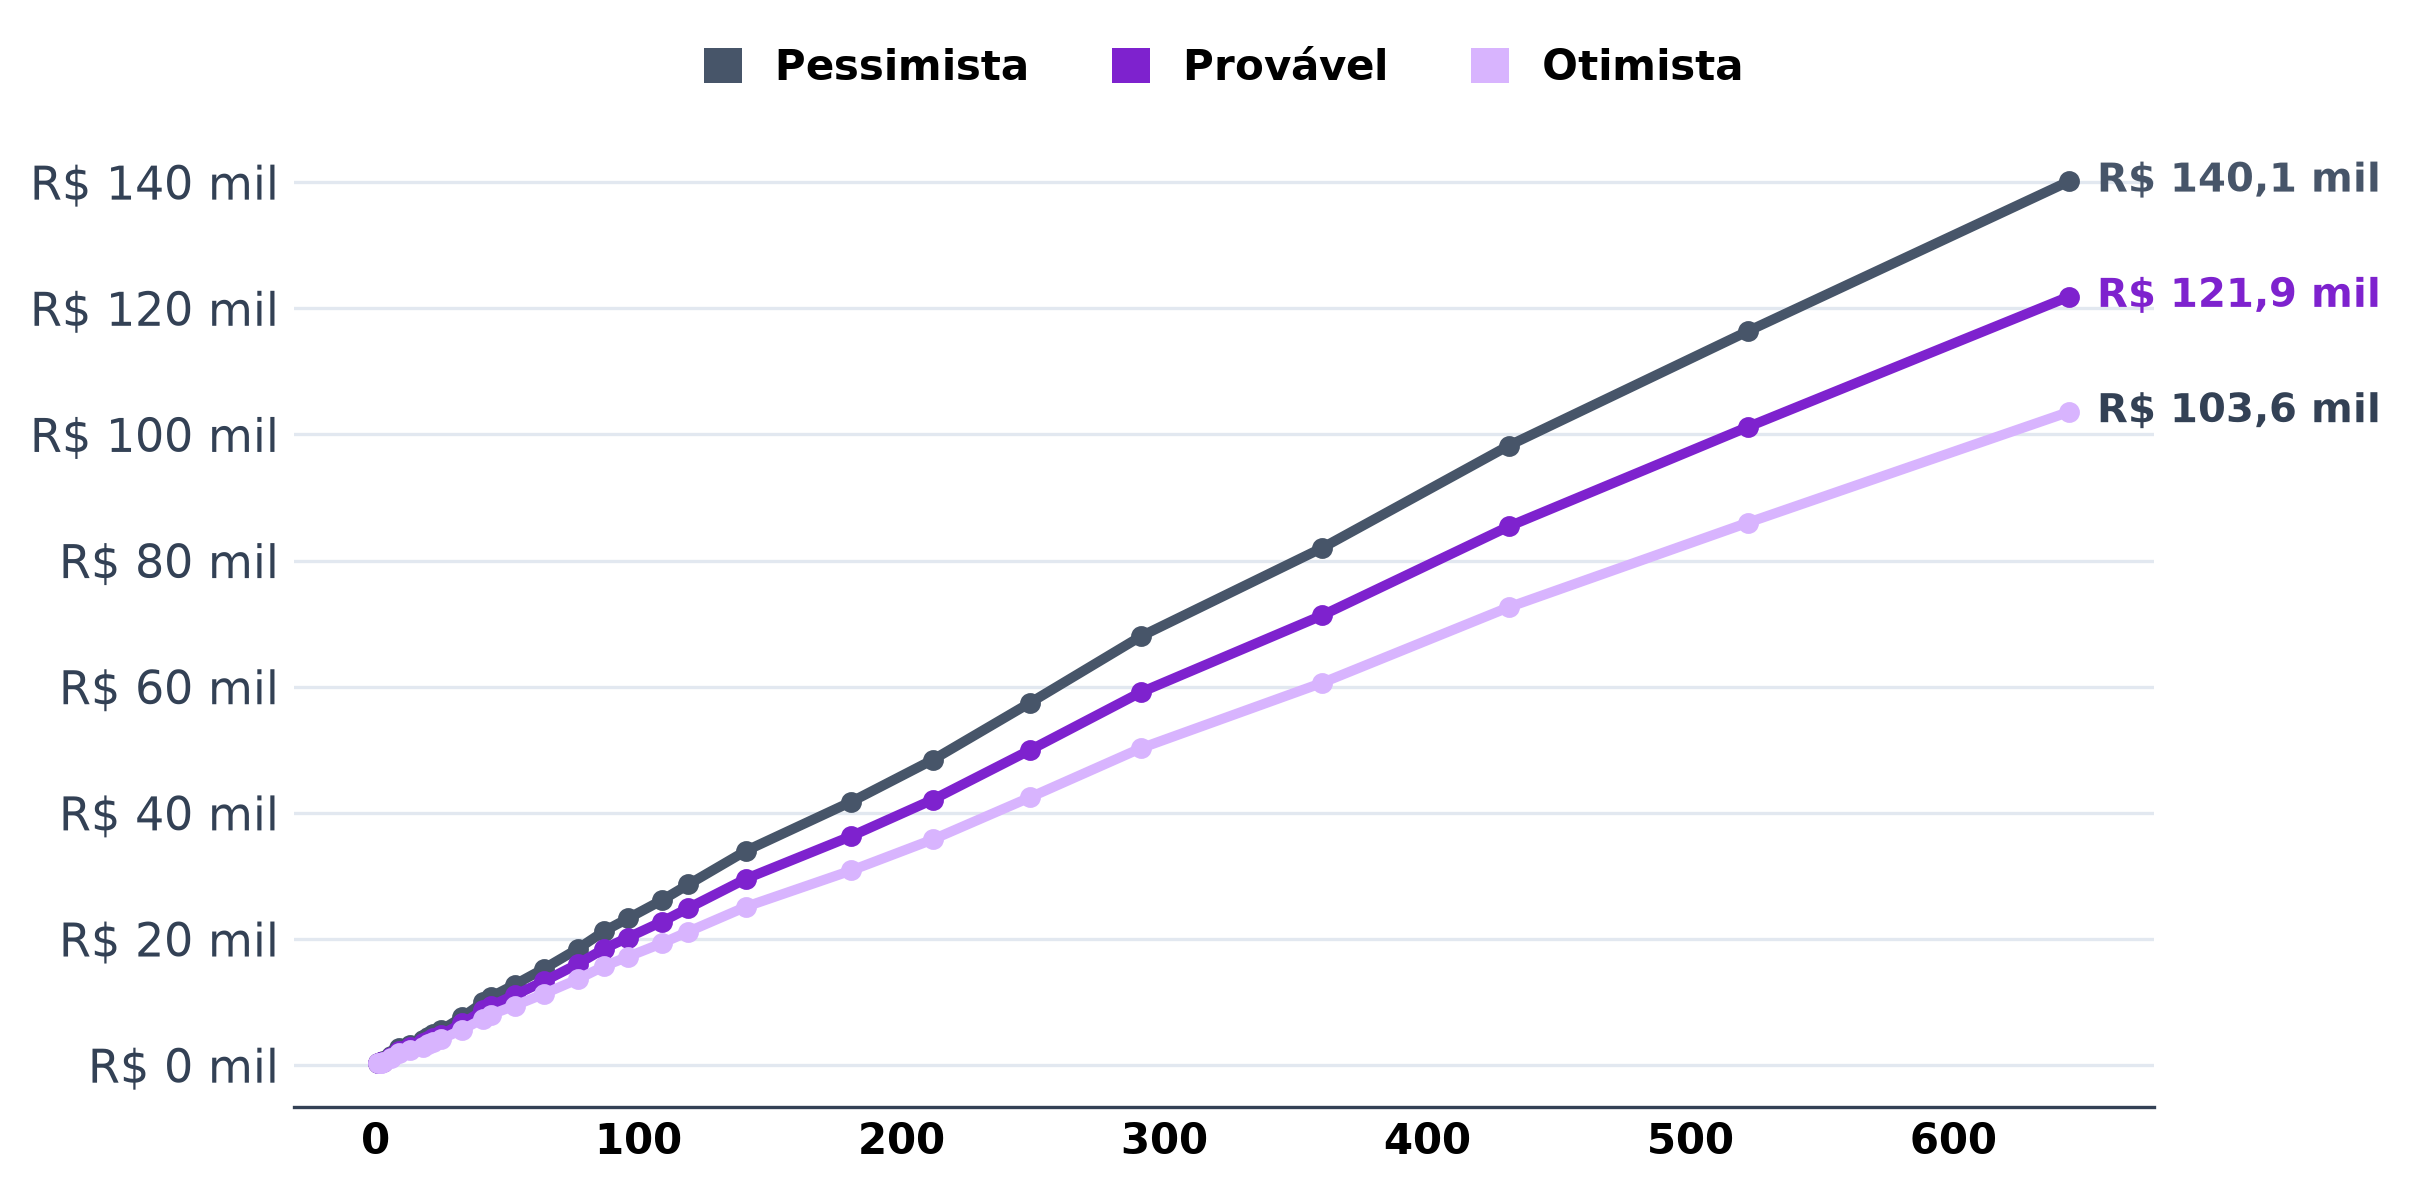 Pessimista Provável Otimista
R$ 140 mil
R$ 120 mil
R$ 100 mil
R$ 80 mil
R$ 60 mil
R$ 40 mil
R$ 20 mil
R$ 0 mil
R$ 140,1 mil
R$ 121,9 mil
R$ 103,6 mil
0 100 200 300 400 500 600